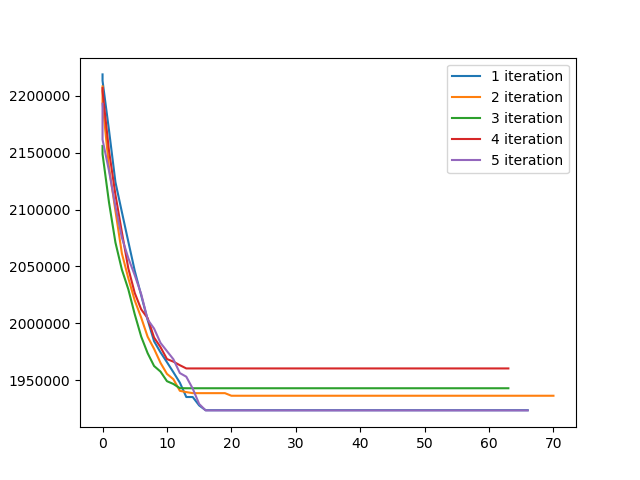 2200000
2150000
2100000
2050000
2000000
1950000
0 10 20 30 40 50 60 70
1 iteration
2 iteration
3 iteration
4 iteration
5 iteration